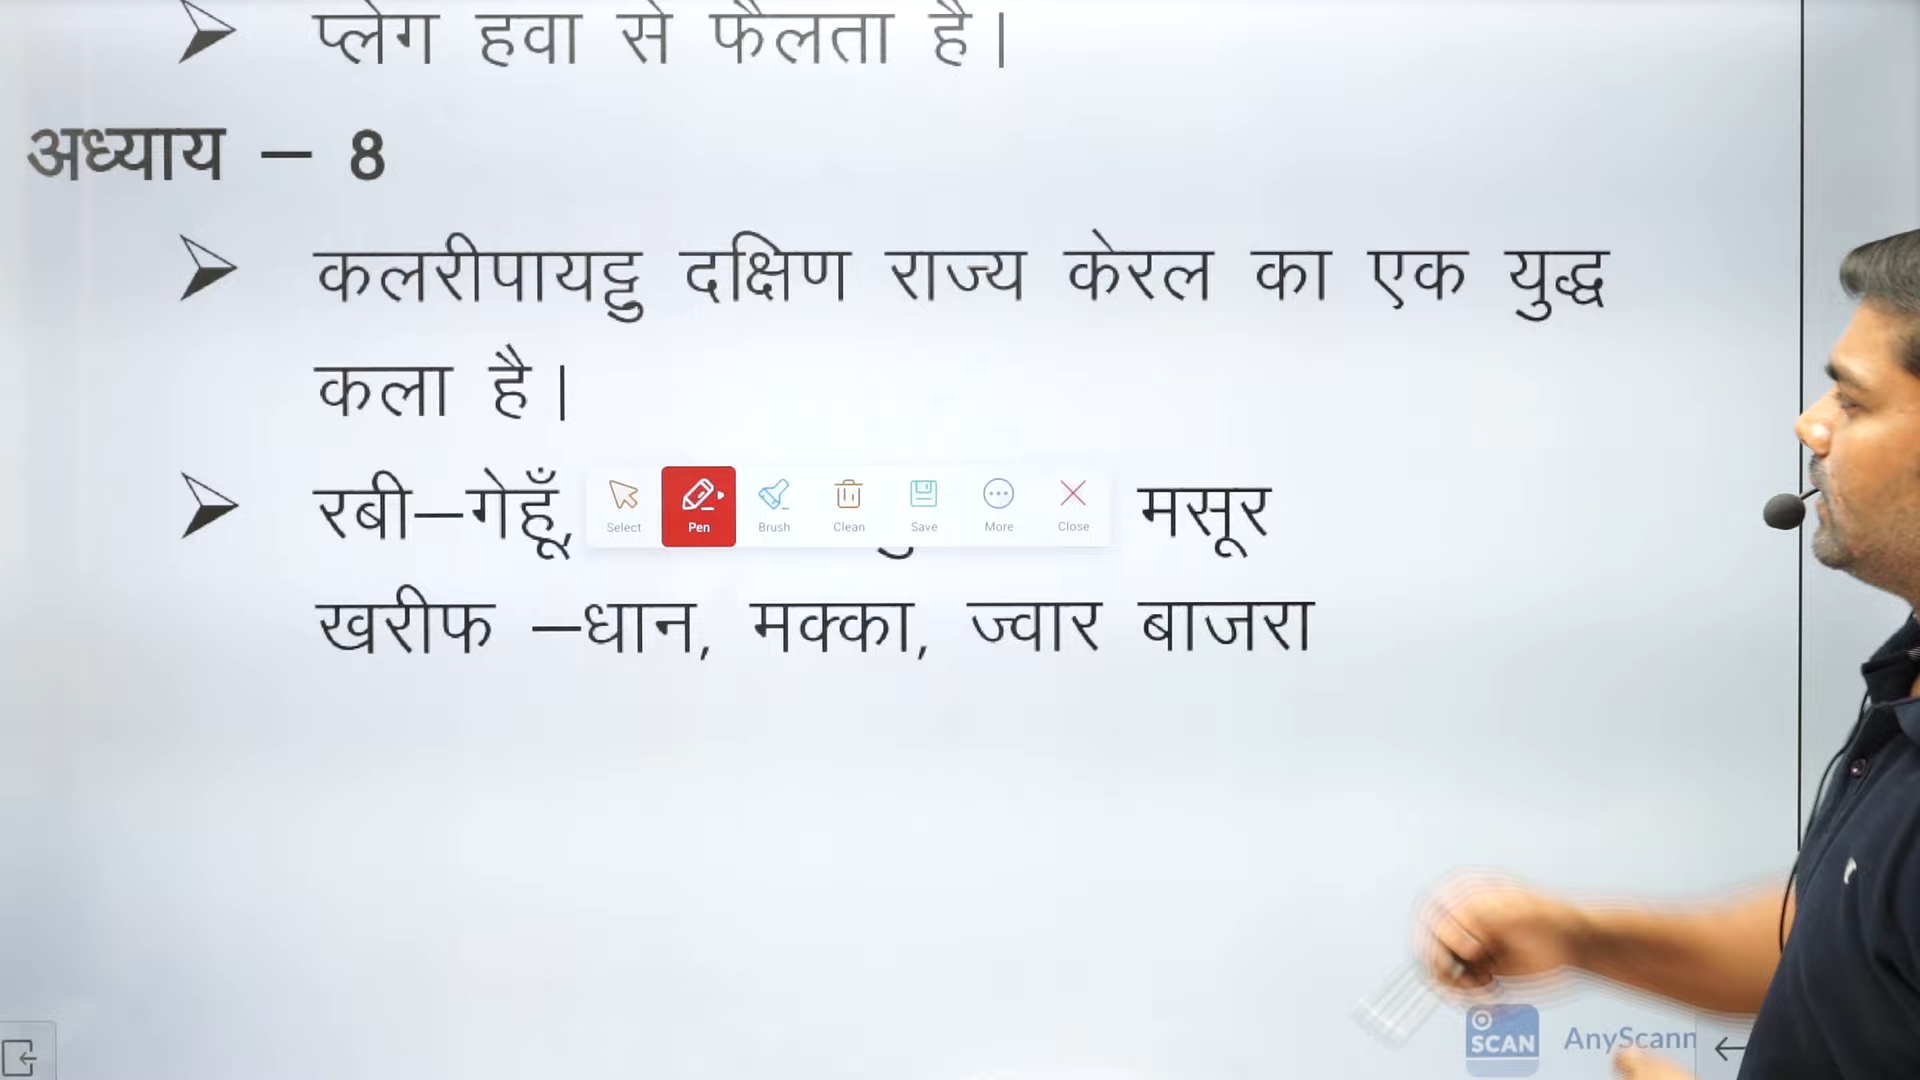 प्लेग हवा से फैलता है।
अध्याय – 8
कलरीपायट्टु दक्षिण राज्य केरल का एक युद्ध
कला है।
रबी–गेहूँ, मसूर
Select Pen Brush Clean Save More Close
खरीफ –धान, मक्का, ज्वार बाजरा
SCAN AnyScann